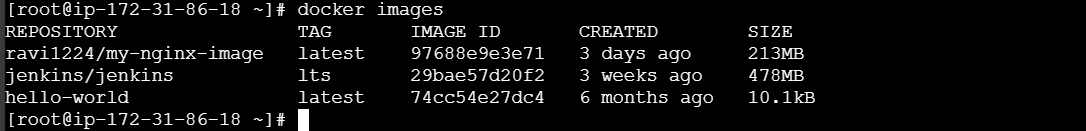 [root@ip-172-31-86-18 ~]# docker images
REPOSITORY TAG IMAGE ID CREATED SIZE
ravi1224/my-nginx-image latest 97688e9e3e71 3 days ago 213MB
jenkins/jenkins lts 29bae57d20f2 3 weeks ago 478MB
hello-world latest 74cc54e27dc4 6 months ago 10.1kB
[root@ip-172-31-86-18 ~]#